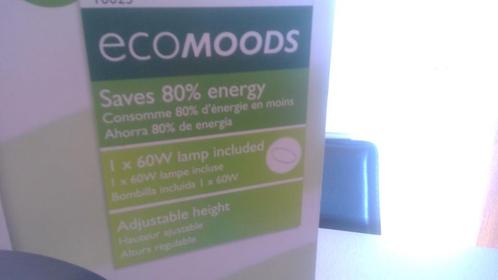 ecoMOODS
Saves 80% energy
Consomme 80% d'énergie en moins
Ahorra 80% de energia
1 x 60W lamp included
1 x 60W lampe incluse
Bombilla incluida 1 x 60W
Adjustable height
Hauteur ajustable
Altura regulable